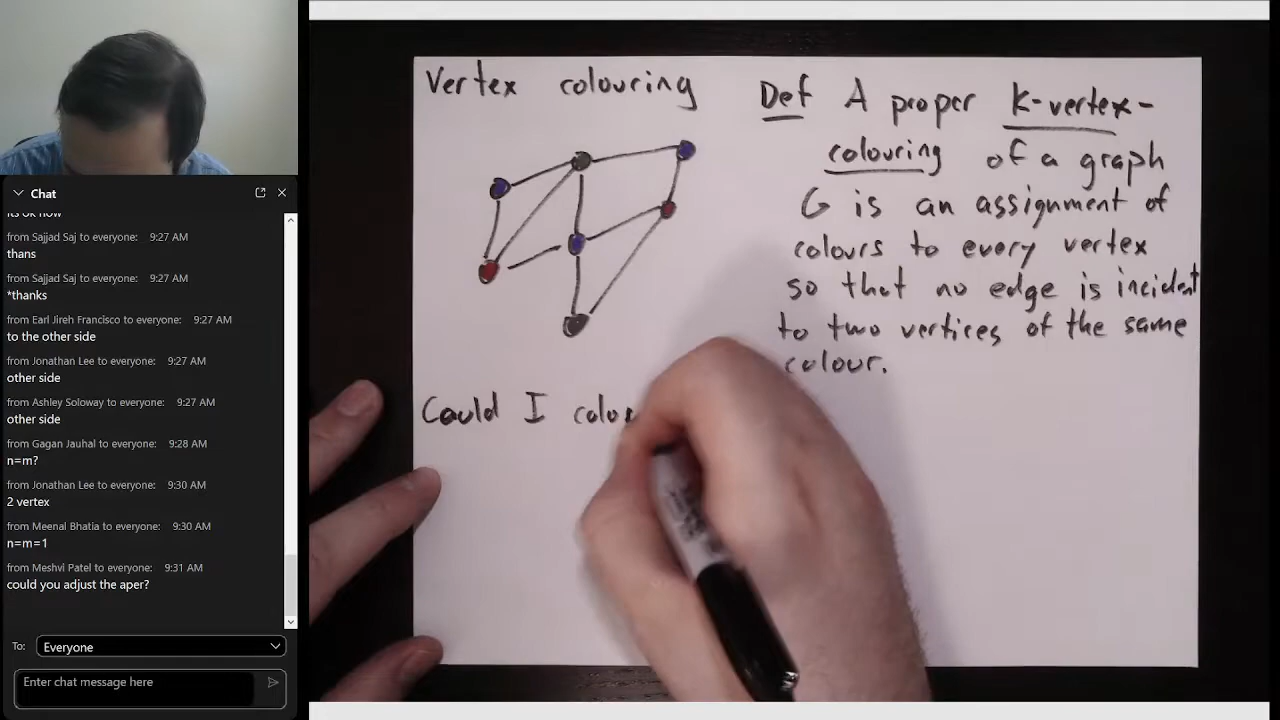 Chat
its ok now
from Sajjad Saj to everyone: 9:27 AM
thans
from Sajjad Saj to everyone: 9:28 AM
*thanks
from Earl Jireh Francisco to everyone: 9:27 AM
to the other side
from Jonathan Lee to everyone: 9:27 AM
other side
from Ashley Soloway to everyone: 9:27 AM
other side
from Gagan Jauhal to everyone: 9:28 AM
n=m?
from Jonathan Lee to everyone: 9:30 AM
2 vertex
from Meenal Bhatia to everyone: 9:30 AM
n=m=1
from Meshvi Patel to everyone: 9:31 AM
could you adjust the aper?
To: Everyone
Enter chat message here
Vertex colouring
Could I colou
Def A proper K-vertex-
colouring of a graph
G is an assignment of
colours to every vertex
so that no edge is incident
to two vertices of the same
colour.